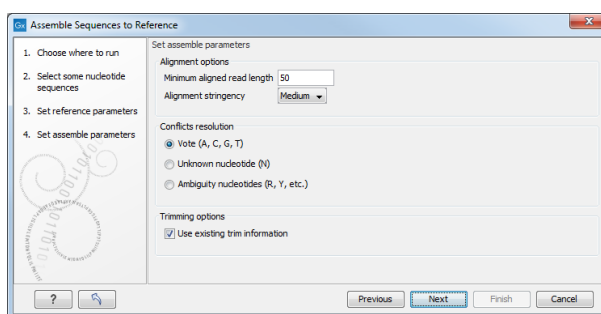 Gx Assemble Sequences to Reference
x
1. Choose where to run
2. Select some nucleotide
sequences
3. Set reference parameters
4. Set assemble parameters
Set assemble parameters
Alignment options
Minimum aligned read length 50
Alignment stringency Medium
Conflicts resolution
Vote (A, C, G, T)
Unknown nucleotide (N)
Ambiguity nucleotides (R, Y, etc.)
Trimming options
Use existing trim information
? Previous Next Finish Cancel